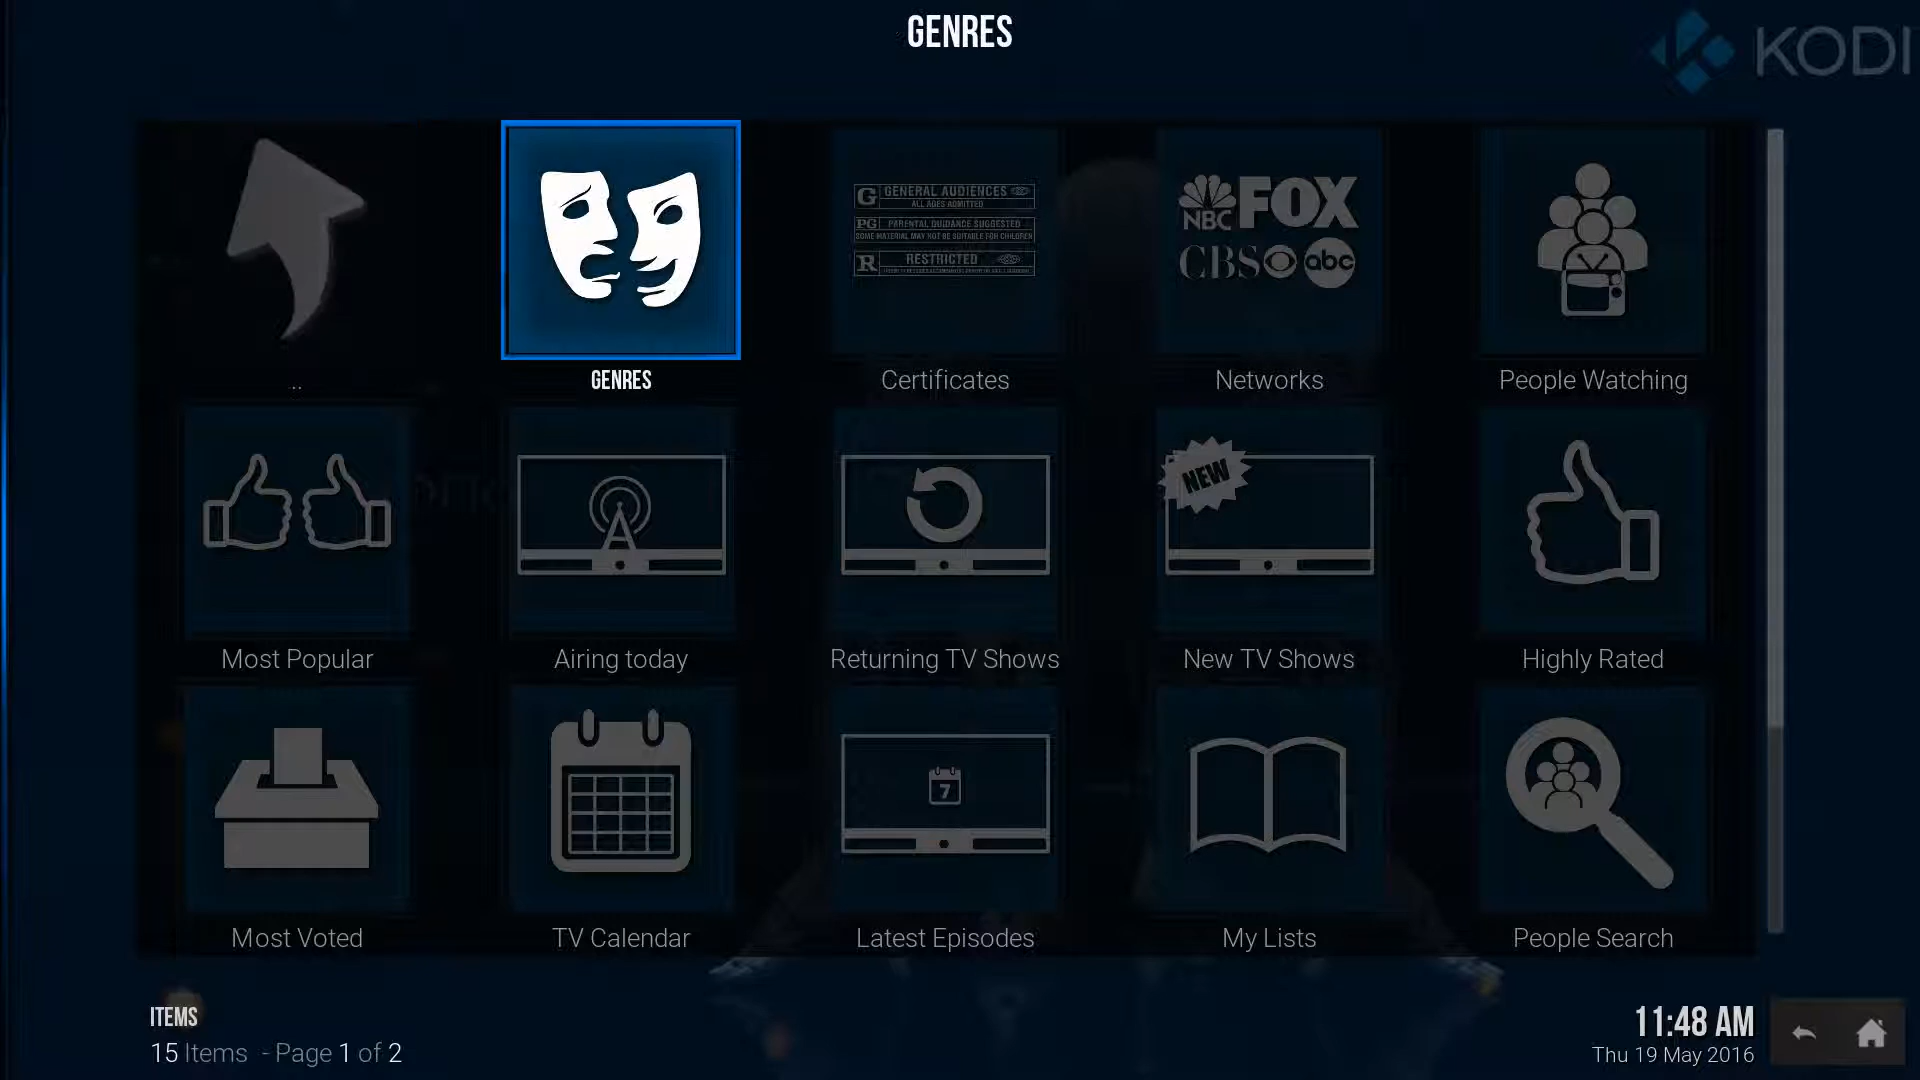 GENRES
KODI
G GENERAL AUDIENCES
ALL AGES ADMITTED
PG PARENTAL GUIDANCE SUGGESTED
SOME MATERIAL MAY NOT BE SUITABLE FOR CHILDREN
R RESTRICTED
NBC FOX
CBS abc
..
GENRES
Certificates
Networks
People Watching
NEW
Most Popular
Airing today
Returning TV Shows
New TV Shows
Highly Rated
7
Most Voted
TV Calendar
Latest Episodes
My Lists
People Search
ITEMS
15 Items - Page 1 of 2
11:48 AM
Thu 19 May 2016